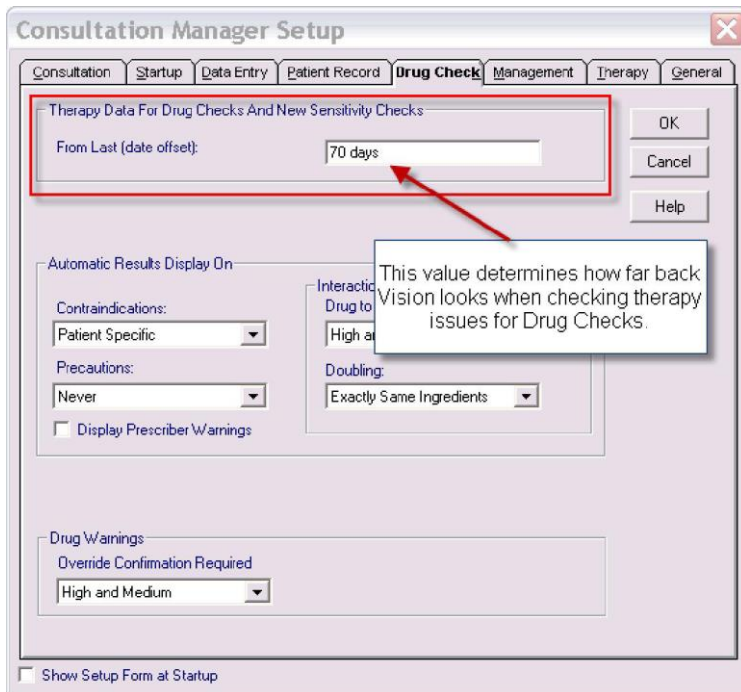 Consultation Manager Setup
Consultation Startup Data Entry Patient Record Drug Check Management Therapy General
Therapy Data For Drug Checks And New Sensitivity Checks
From Last (date offset):
70 days
OK
Cancel
Help
This value determines how far back
Vision looks when checking therapy
issues for Drug Checks.
Automatic Results Display On
Contraindications:
Patient Specific
Precautions:
Never
Display Prescriber Warnings
Drug to
High
Doubling:
Exactly Same Ingredients
Drug Warnings
Override Confirmation Required
High and Medium
Show Setup Form at Startup